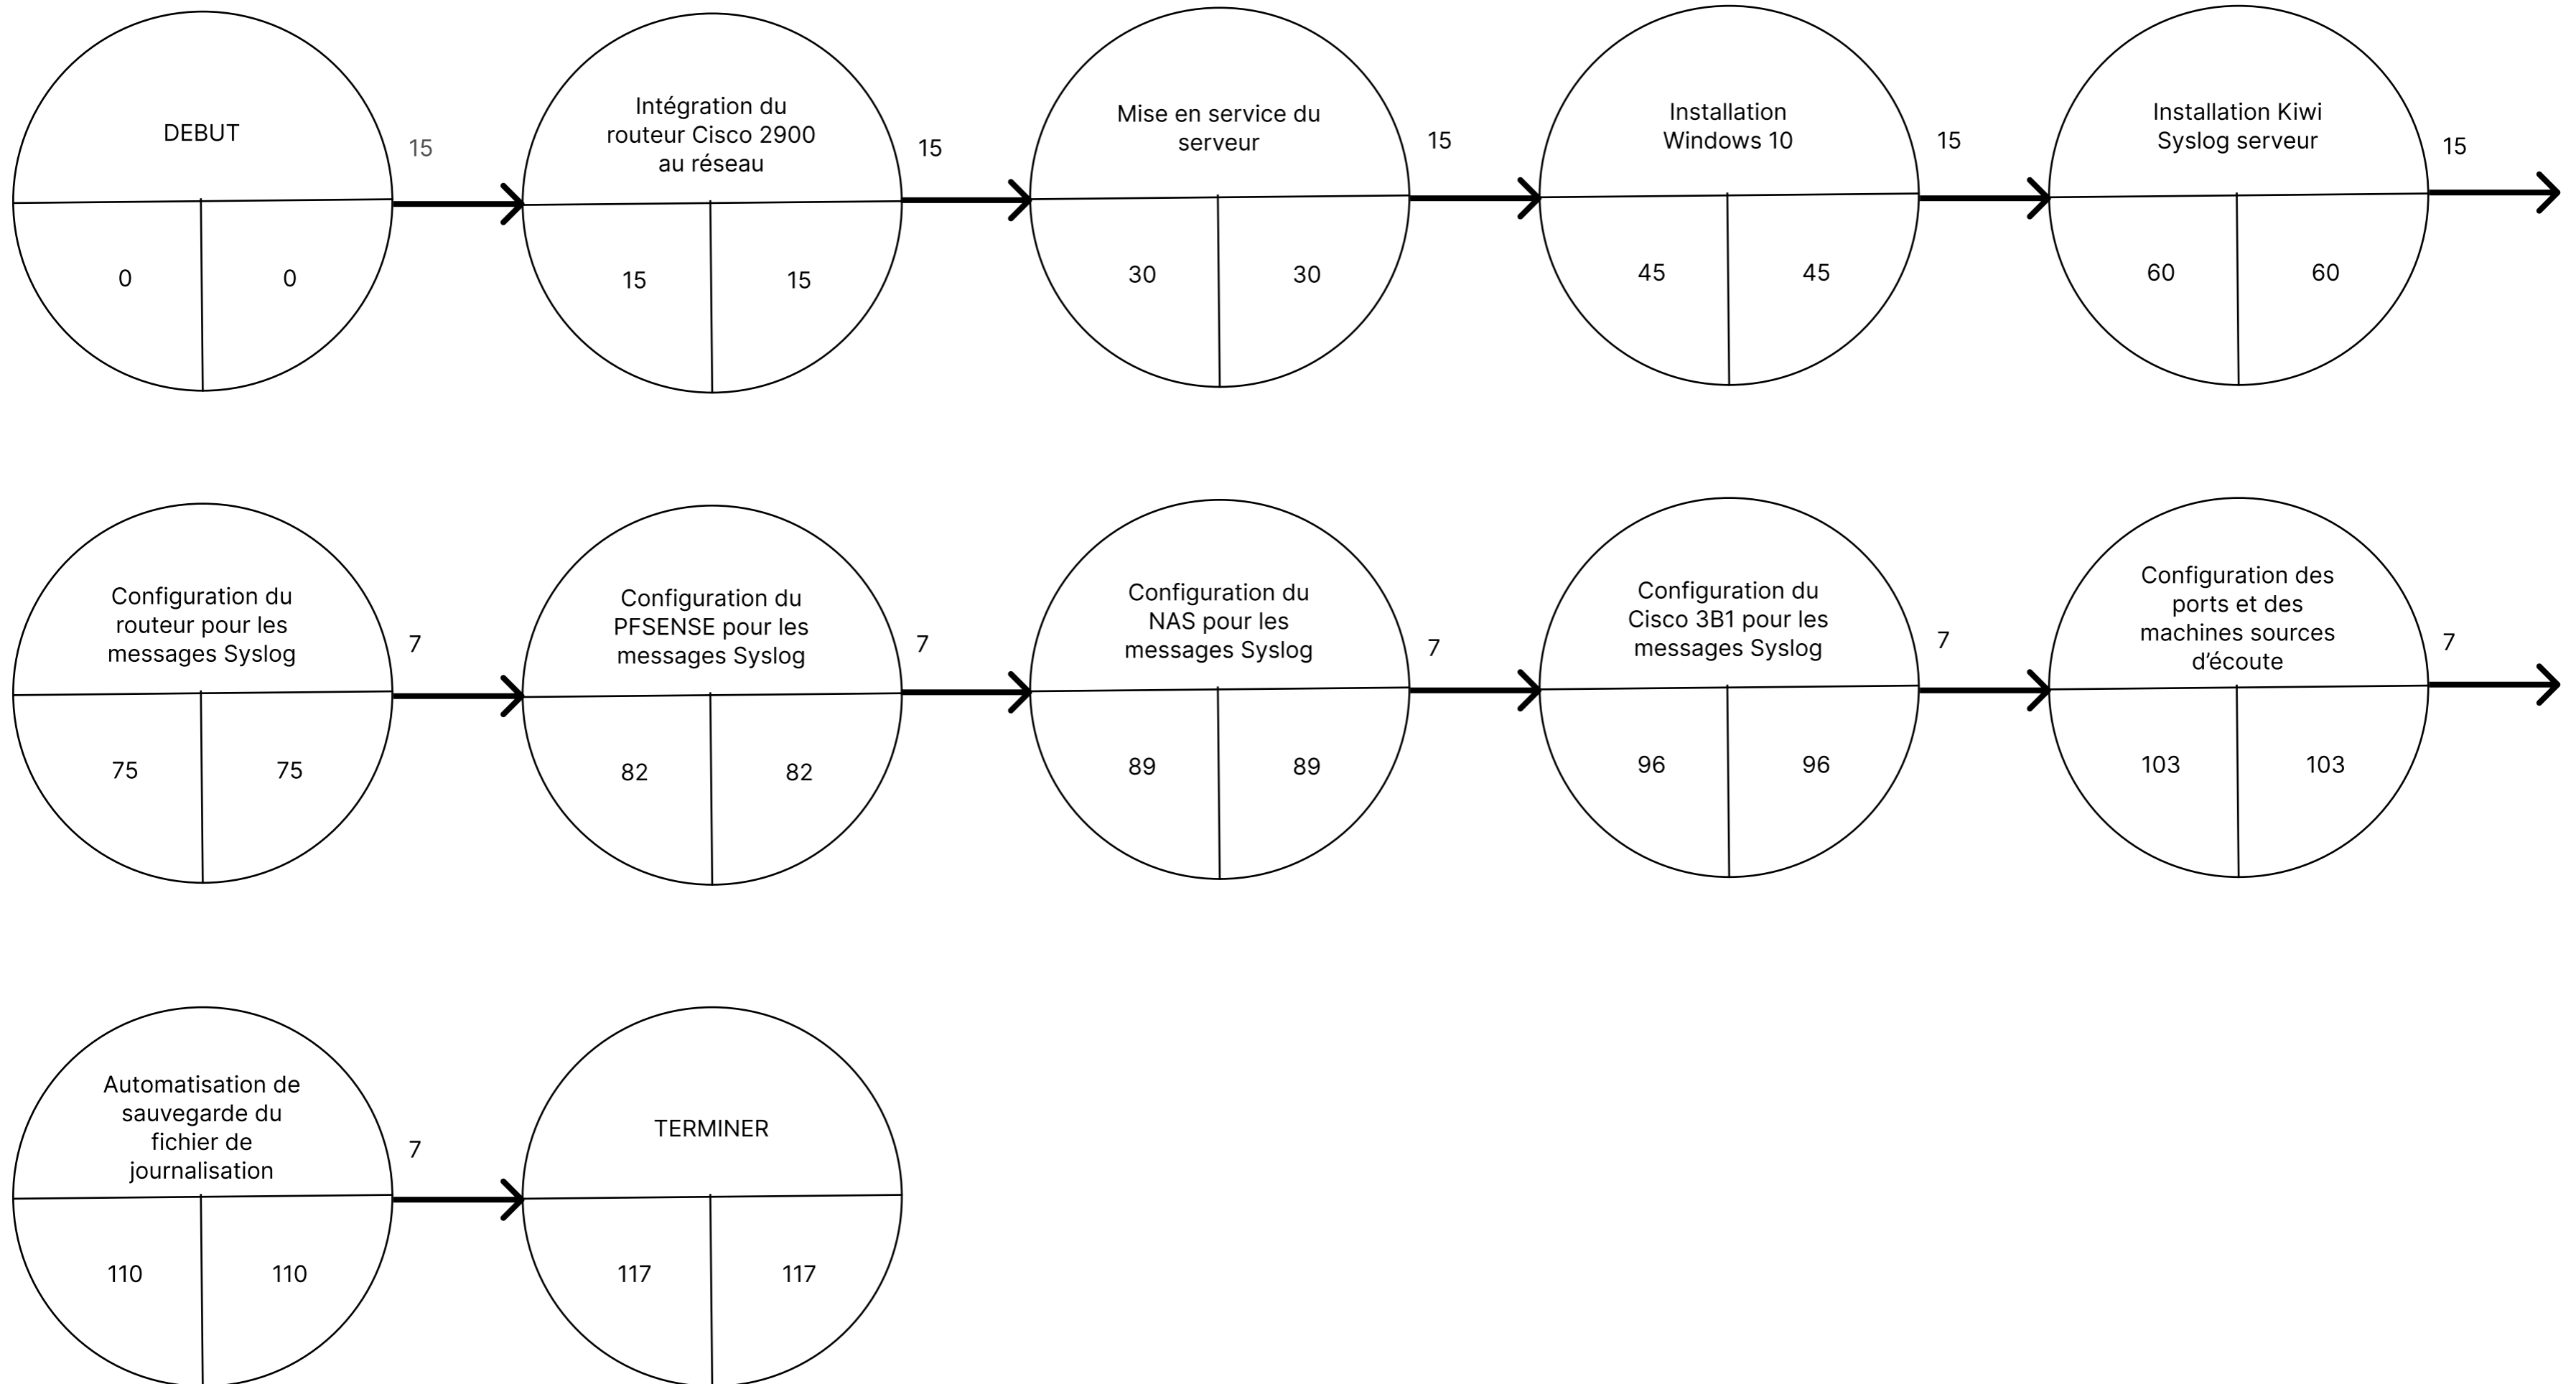 DEBUT
15
0
0
Intégration du
routeur Cisco 2900
au réseau
15
15
15
Mise en service du
serveur
15
30
30
Installation
Windows 10
15
45
45
Installation Kiwi
Syslog serveur
15
60
60
Configuration du
routeur pour les
messages Syslog
7
75
75
Configuration du
PFSENSE pour les
messages Syslog
7
82
82
Configuration du
NAS pour les
messages Syslog
7
89
89
Configuration du
Cisco 3B1 pour les
messages Syslog
7
96
96
Configuration des
ports et des
machines sources
d’écoute
7
103
103
Automatisation de
sauvegarde du
fichier de
journalisation
7
110
110
TERMINER
117
117